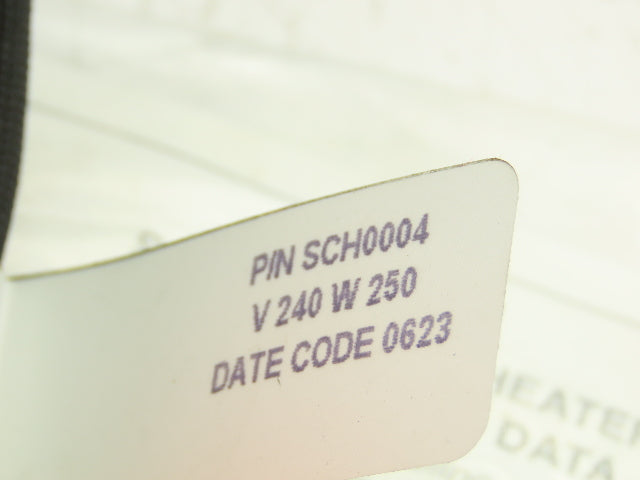 P/N SCH0004
V 240 W 250
DATE CODE 0623
HEATER
DATA